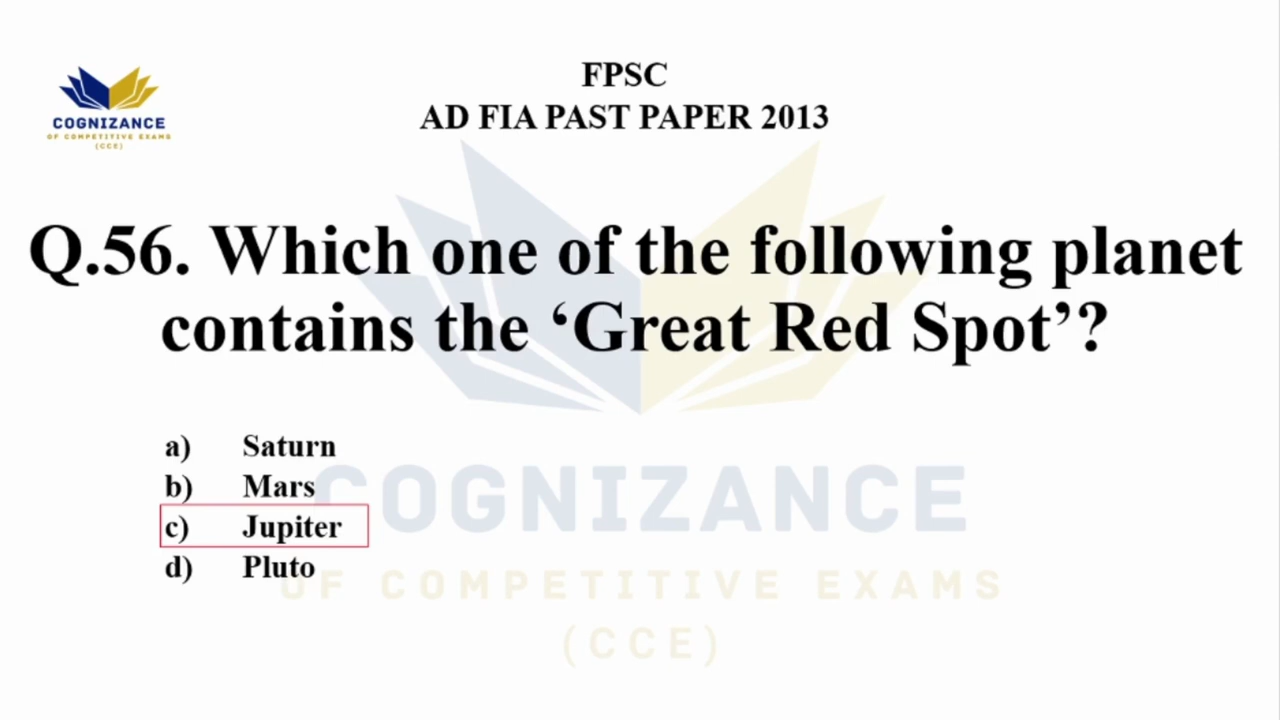 FPSC
AD FIA PAST PAPER 2013
COGNIZANCE
OF COMPETITIVE EXAMS
(CCE)
Q.56. Which one of the following planet
contains the ‘Great Red Spot’?
a) Saturn
b) Mars
c) Jupiter
d) Pluto
COGNIZANCE
OF COMPETITIVE EXAMS
(CCE)